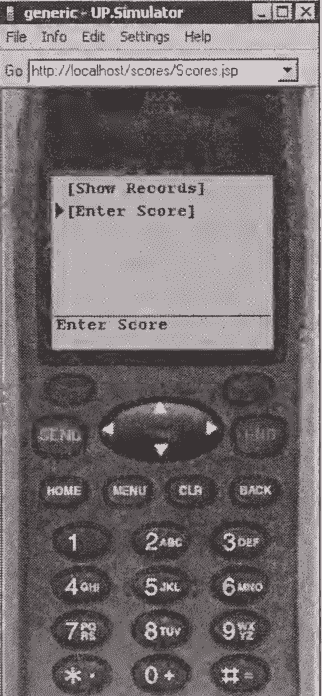 generic - UP.Simulator
File Info Edit Settings Help
Go http://localhost/scores/Scores.jsp
[Show Records]
[Enter Score]
Enter Score
SEND END
HOME MENU CLR BACK
1 2ABC 3DEF
4GHI 5JKL 6MNO
7PQRS 8TUV 9WXYZ
* 0+ #